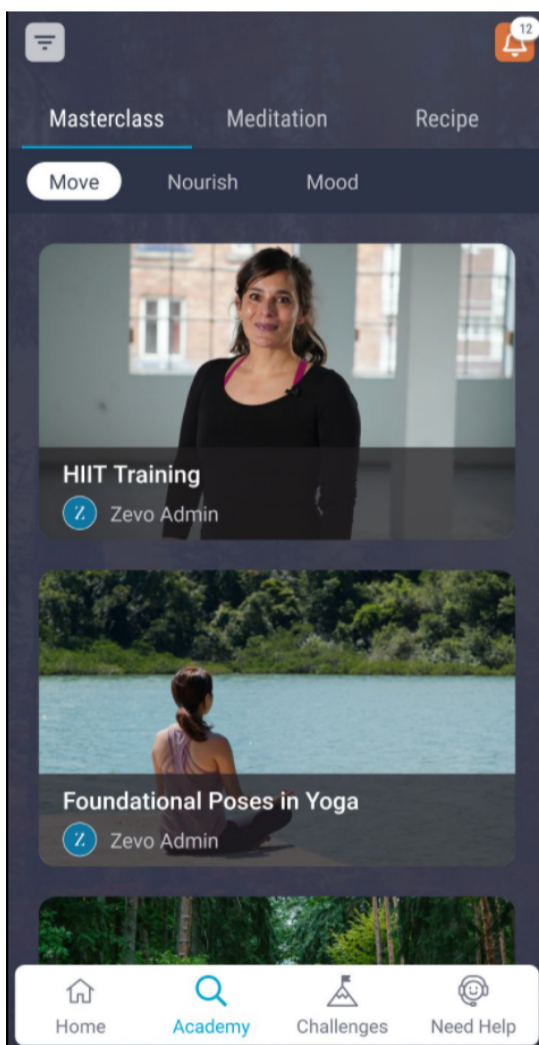 12
Masterclass Meditation Recipe
Move Nourish Mood
HIIT Training
Z Zevo Admin
Foundational Poses in Yoga
Z Zevo Admin
Home Academy Challenges Need Help